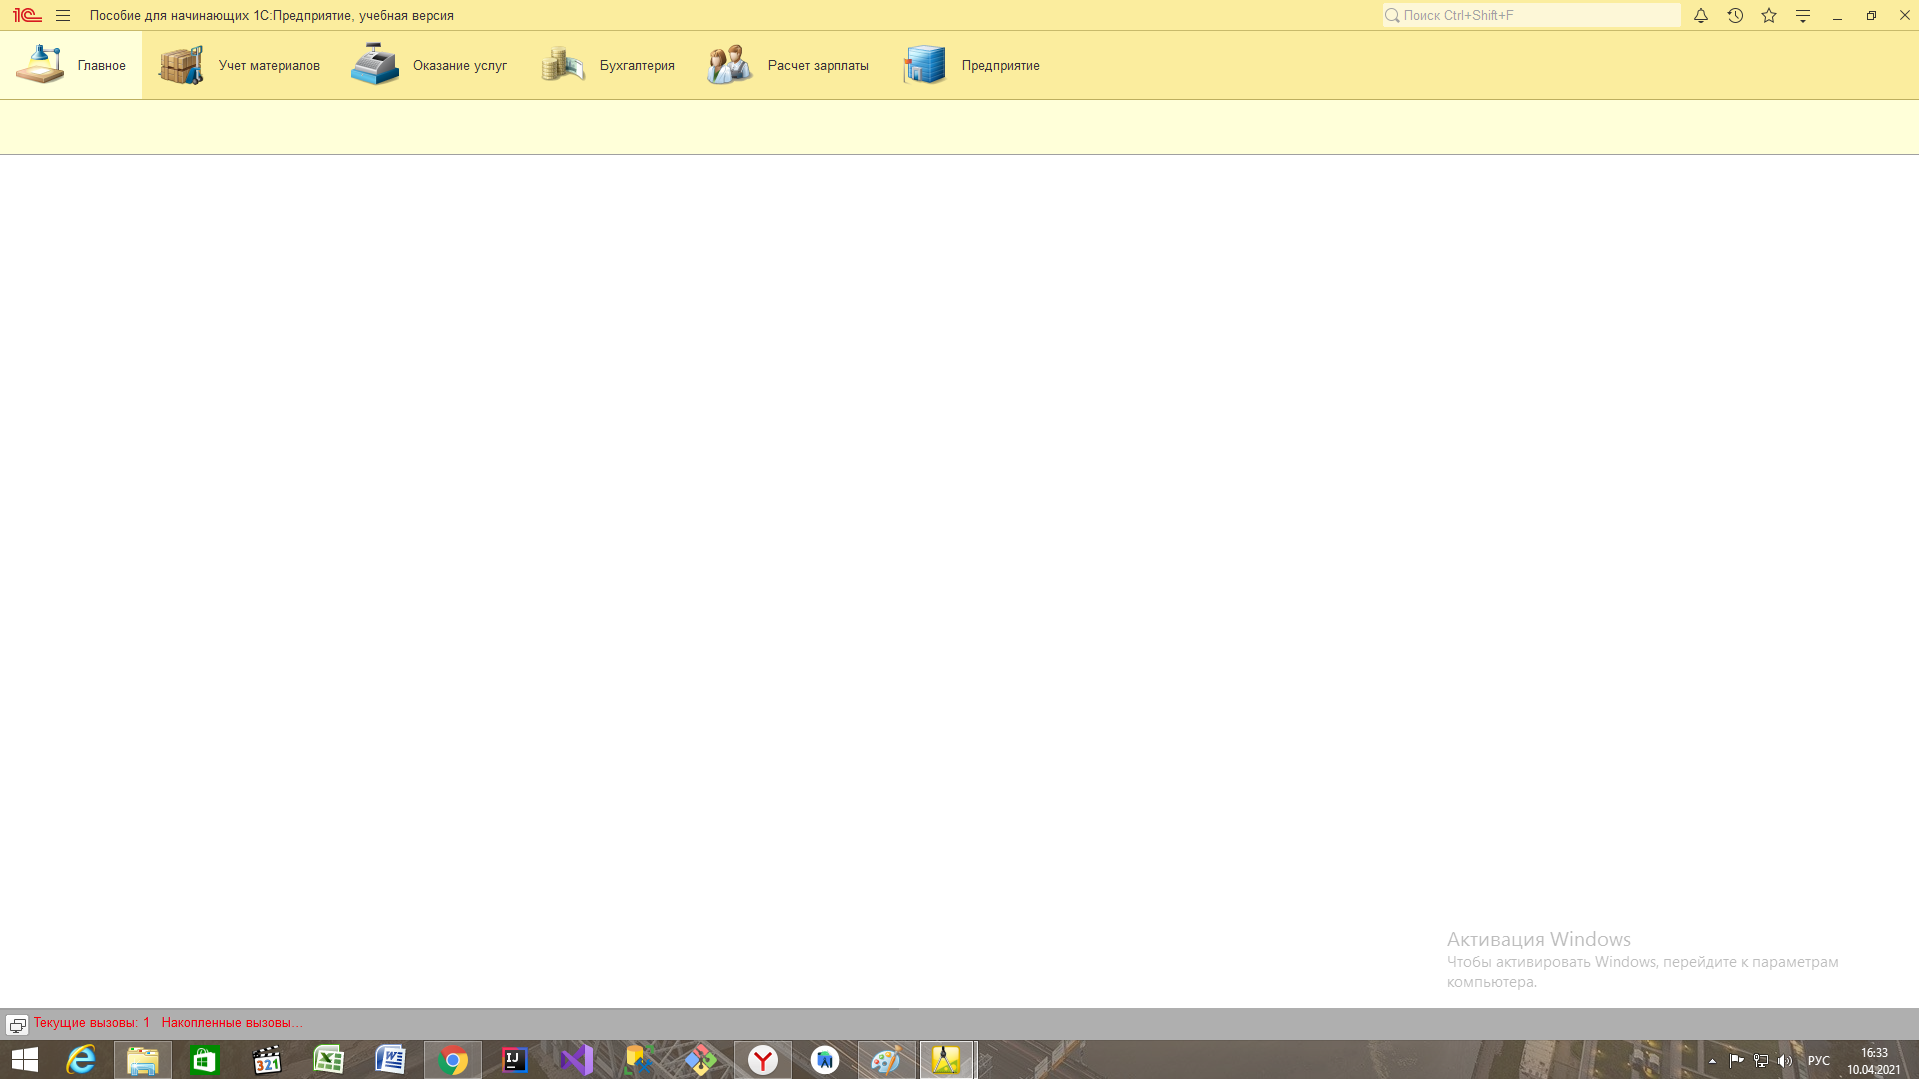 1С Пособие для начинающих 1С:Предприятие, учебная версия
Поиск Ctrl+Shift+F
Главное
Учет материалов
Оказание услуг
Бухгалтерия
Расчет зарплаты
Предприятие
Активация Windows
Чтобы активировать Windows, перейдите к параметрам
компьютера.
Текущие вызовы: 1 Накопленные вызовы...
321
IJ
Y
РУС
16:33
10.04.2021